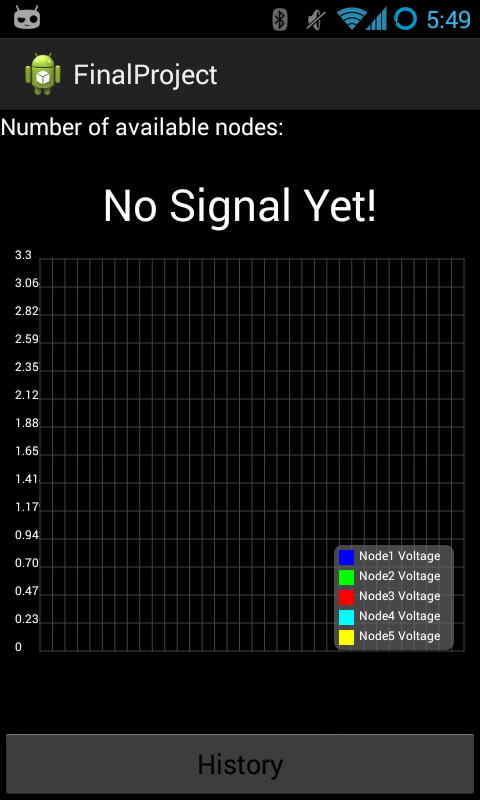 5:49
FinalProject
Number of available nodes:
No Signal Yet!
3.3
3.06
2.82
2.59
2.35
2.12
1.88
1.65
1.41
1.17
0.94
0.70
0.47
0.23
0
Node1 Voltage
Node2 Voltage
Node3 Voltage
Node4 Voltage
Node5 Voltage
History